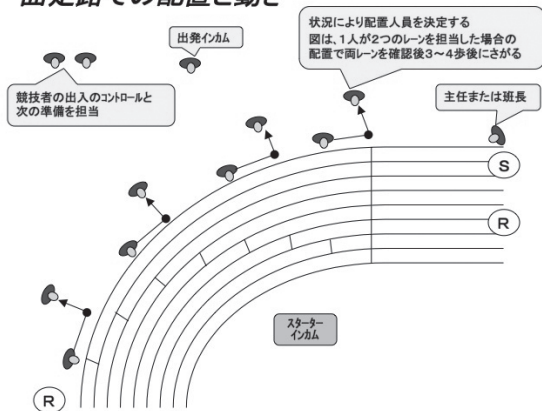 曲走路での配置と動き
出発インカム
状況により配置人員を決定する
図は、1人が2つのレーンを担当した場合の
配置で両レーンを確認後3～4歩後にさがる
競技者の出入のコントロールと
次の準備を担当
主任または班長
S
R
スターター
インカム
R